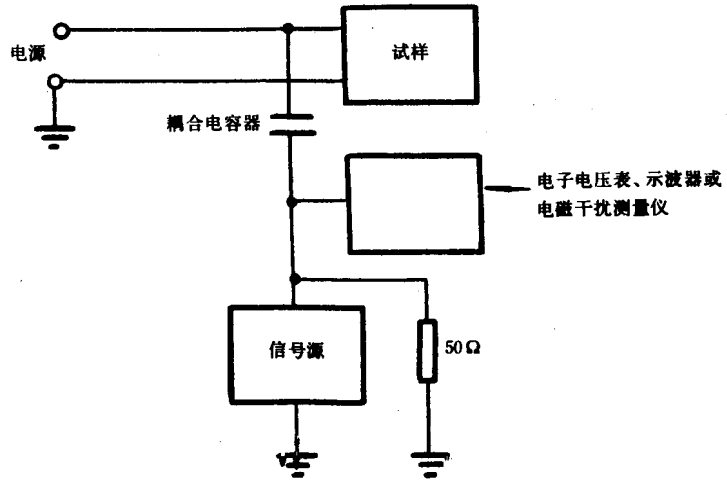 电源
试样
耦合电容器
电子电压表、示波器或
电磁干扰测量仪
信号源
50Ω